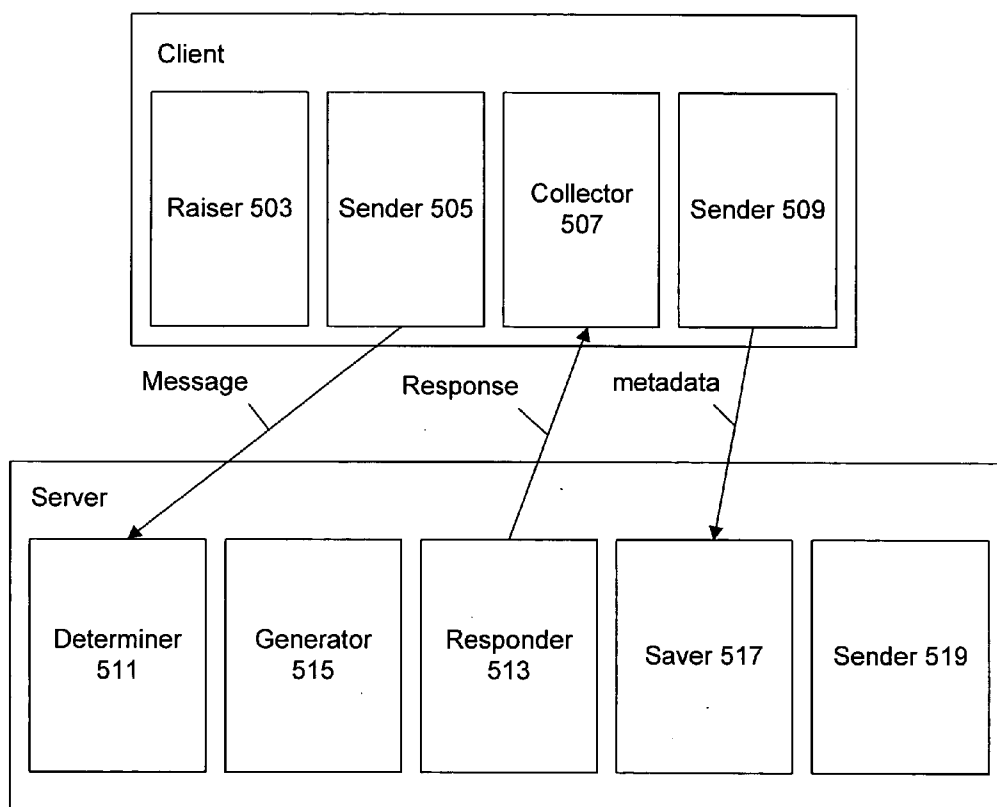 Client
Raiser 503
Sender 505
Collector
507
Sender 509
Message
Response
metadata
Server
Determiner
511
Generator
515
Responder
513
Saver 517
Sender 519